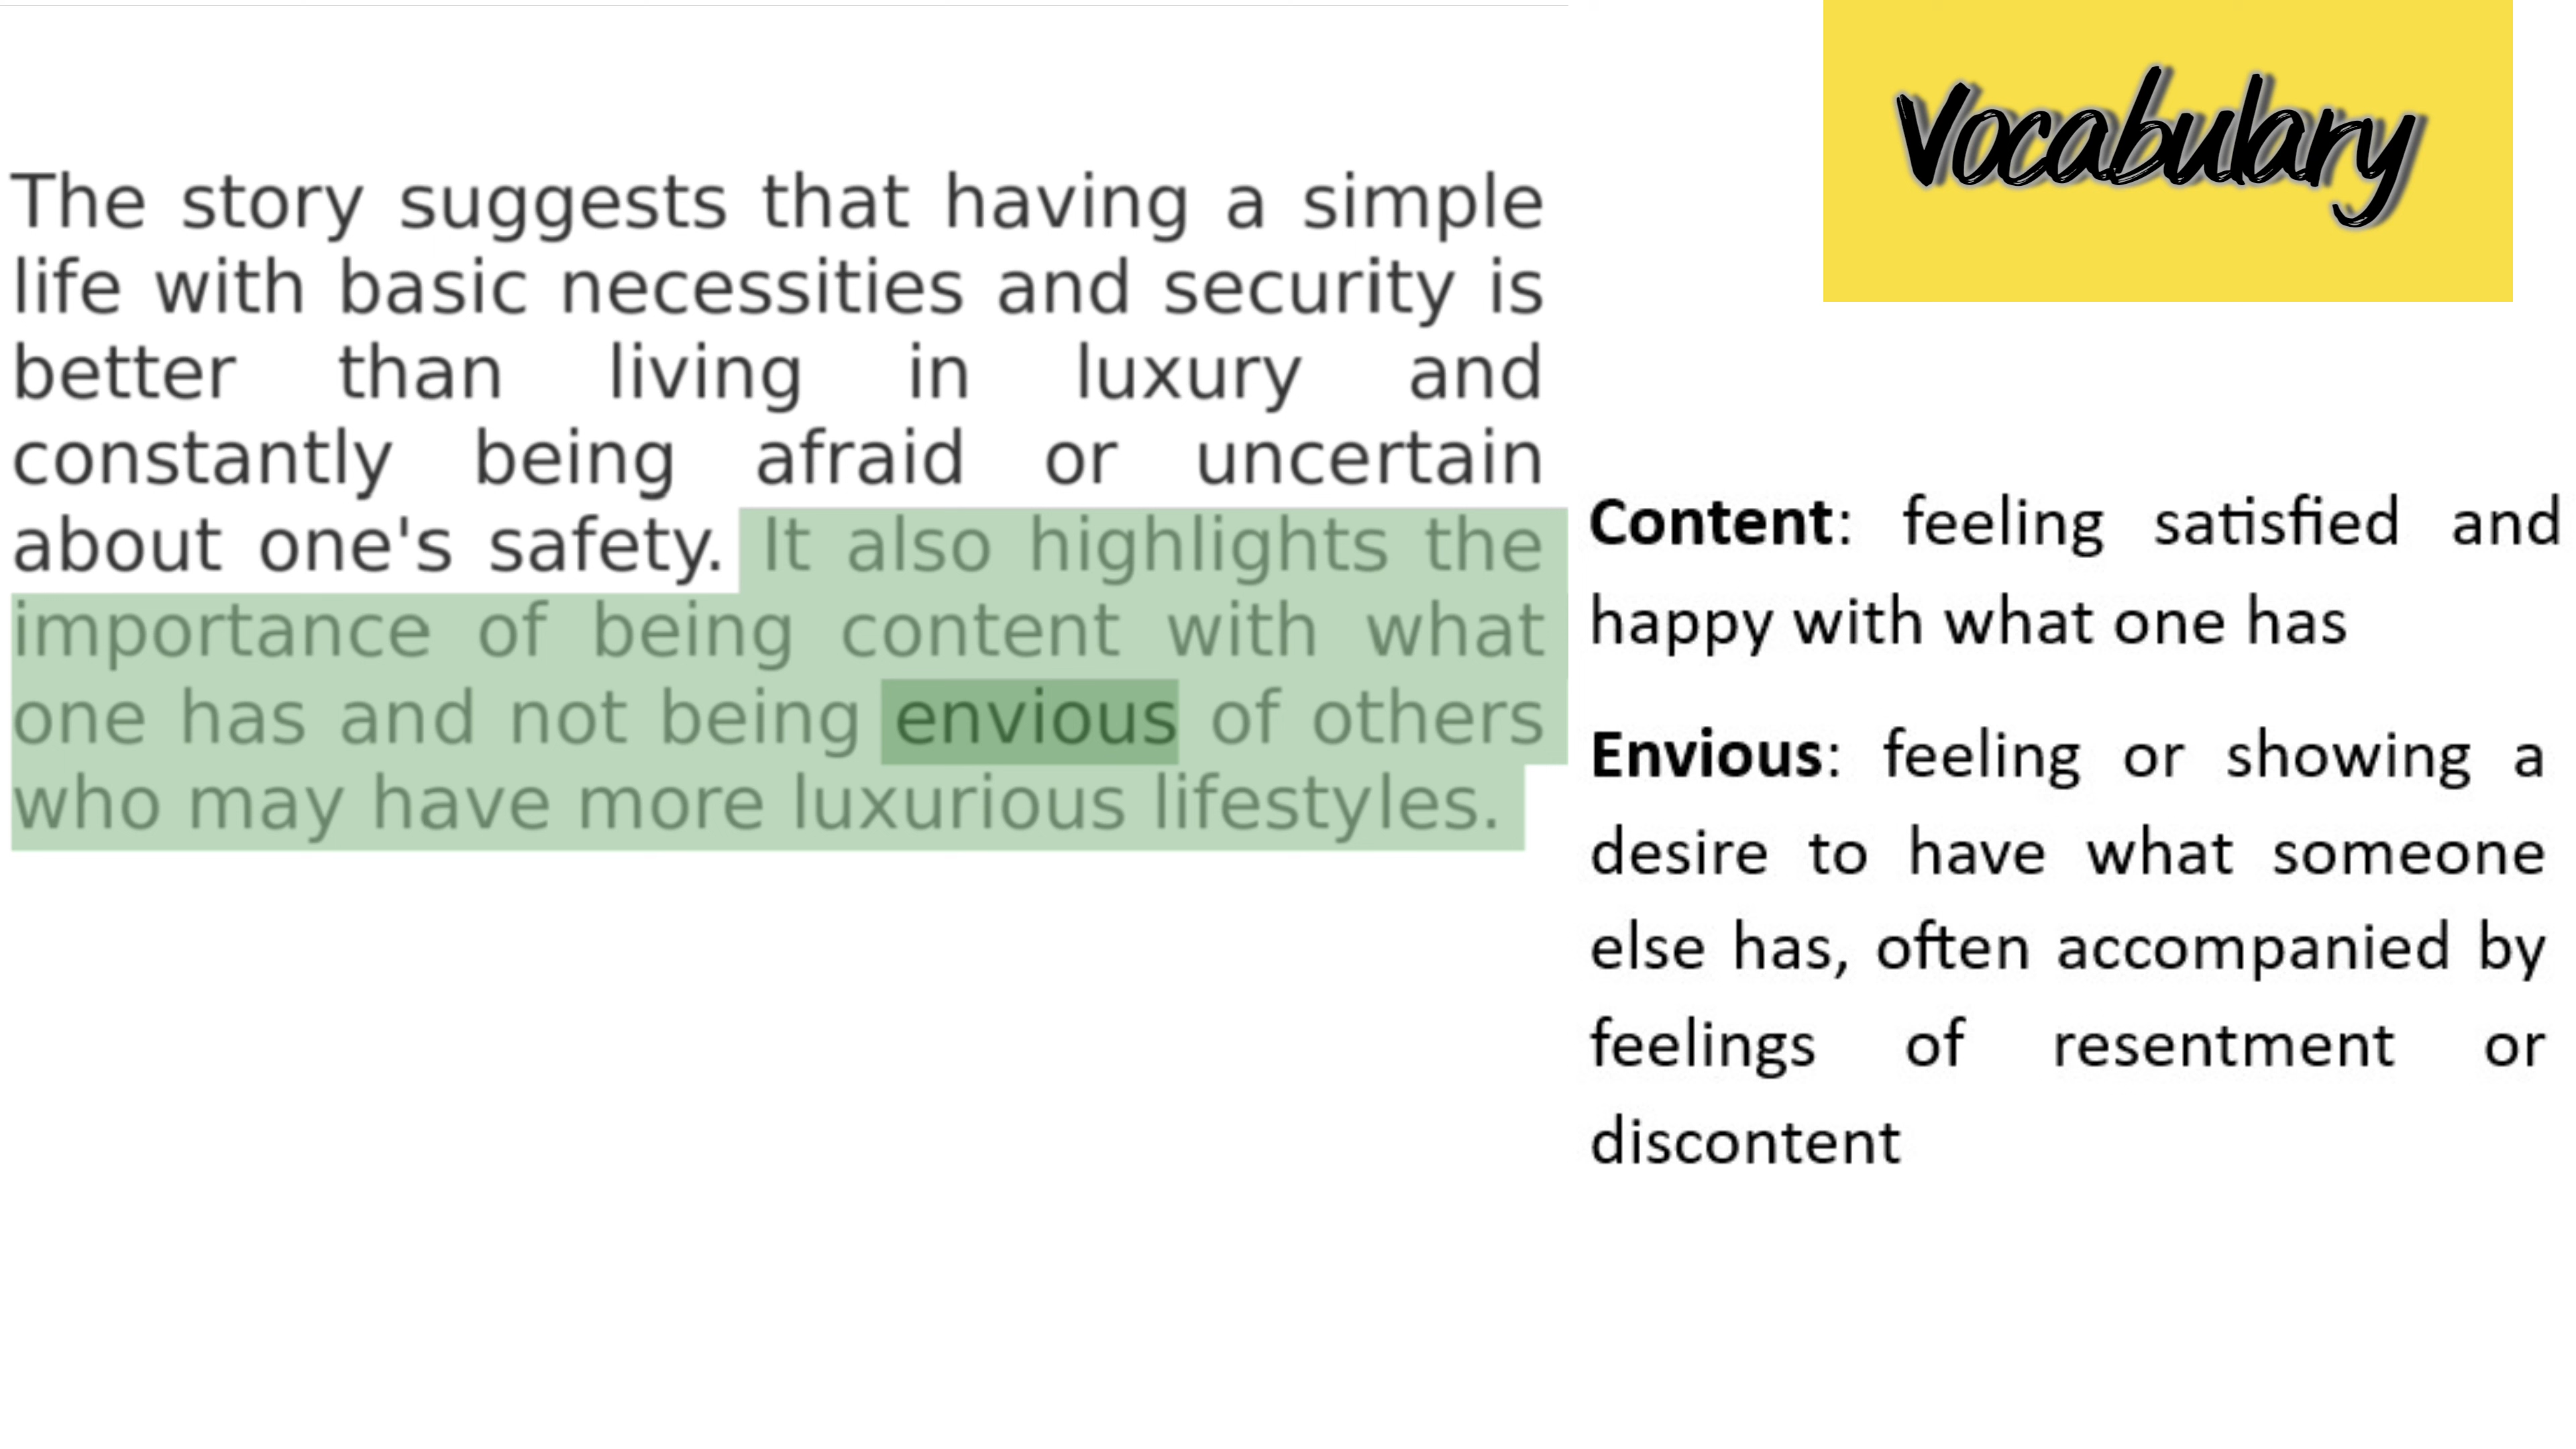 The story suggests that having a simple
life with basic necessities and security is
better than living in luxury and
constantly being afraid or uncertain
about one's safety. It also highlights the
importance of being content with what
one has and not being envious of others
who may have more luxurious lifestyles.
Vocabulary
Content: feeling satisfied and
happy with what one has
Envious: feeling or showing a
desire to have what someone
else has, often accompanied by
feelings of resentment or
discontent